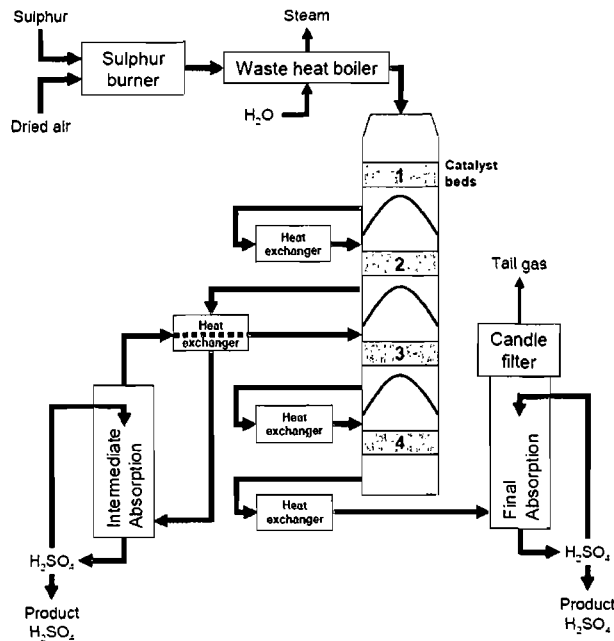 Sulphur
Steam
Sulphur
burner
Waste heat boiler
Dried air
H₂O
1
Catalyst
beds
Heat
exchanger
2
Tail gas
Heat
exchanger
Candle
filter
3
Heat
exchanger
4
Intermediate
Absorption
Final
Absorption
Heat
exchanger
H₂SO₄
H₂SO₄
Product
H₂SO₄
Product
H₂SO₄